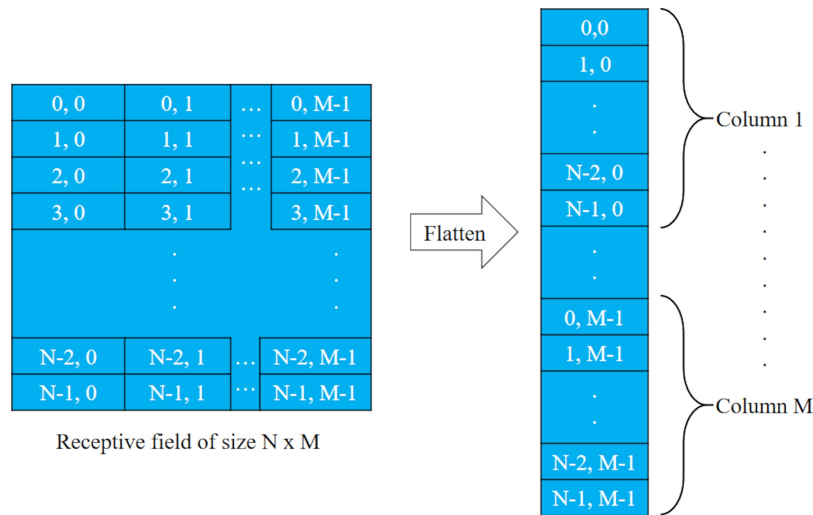 0, 0 0, 1 ... 0, M-1
1, 0 1, 1 ... 1, M-1
2, 0 2, 1 ... 2, M-1
3, 0 3, 1 ... 3, M-1
. . .
. . .
. . .
N-2, 0 N-2, 1 ... N-2, M-1
N-1, 0 N-1, 1 ... N-1, M-1
Receptive field of size N x M
Flatten
0,0
1, 0
.
.
N-2, 0
N-1, 0
.
.
0, M-1
1, M-1
.
.
N-2, M-1
N-1, M-1
Column 1
.
.
.
.
.
.
.
.
.
Column M